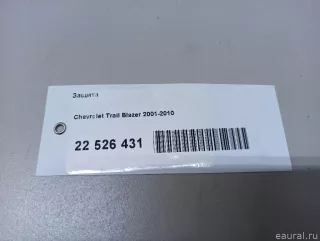 Защита
Chevrolet Trail Blazer 2001-2010
22 526 431
eaural.ru